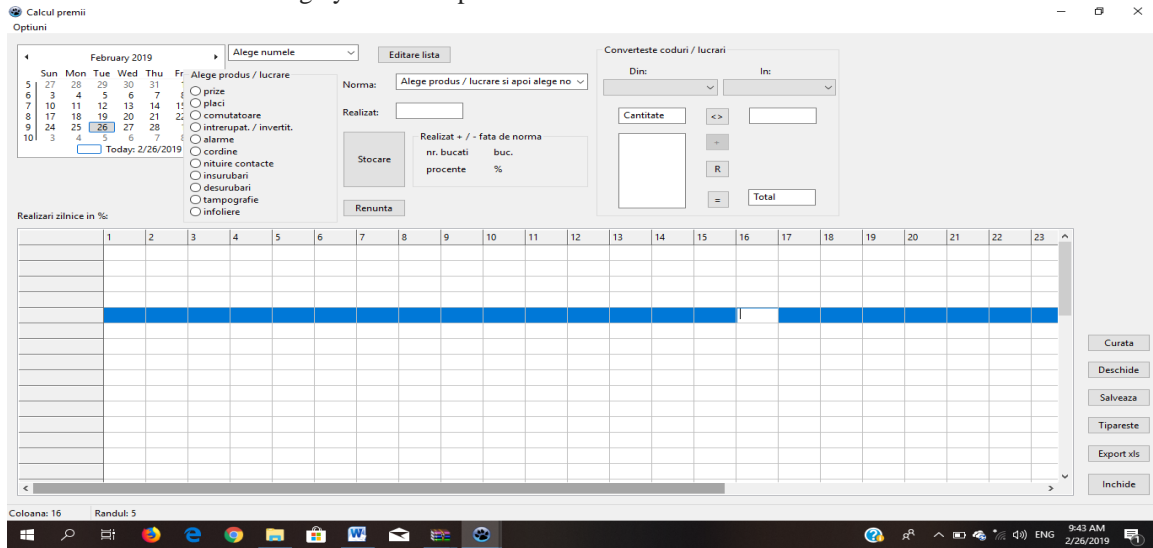 Calcul premii
Optiuni
February 2019
Sun Mon Tue Wed Thu
5 27 28 29 30 31
6 3 4 5 6 7
7 10 11 12 13 14
8 17 18 19 20 21 22
9 24 25 26 27 28
10 3 4 5 6 7
Today: 2/26/2019
Alege numele
Editare lista
Alege produs / lucrare
prize
placi
comutatoare
intrerupat. / invertit.
alarme
cordine
nituire contacte
insurubari
desurubari
tampografie
infoliere
Norma:
Alege produs / lucrare si apoi alege no
Realizat:
Stocare
Realizat + / - fata de norma
nr. bucati buc.
procente %
Renunta
Converteste coduri / lucrari
Din: In:
Cantitate <>
÷
R
= Total
Realizari zilnice in %:
1 2 3 4 5 6 7 8 9 10 11 12 13 14 15 16 17 18 19 20 21 22 23
Curata
Deschide
Salveaza
Tipareste
Export xls
Inchide
Coloana: 16 Randul: 5
ENG
9:43 AM
2/26/2019